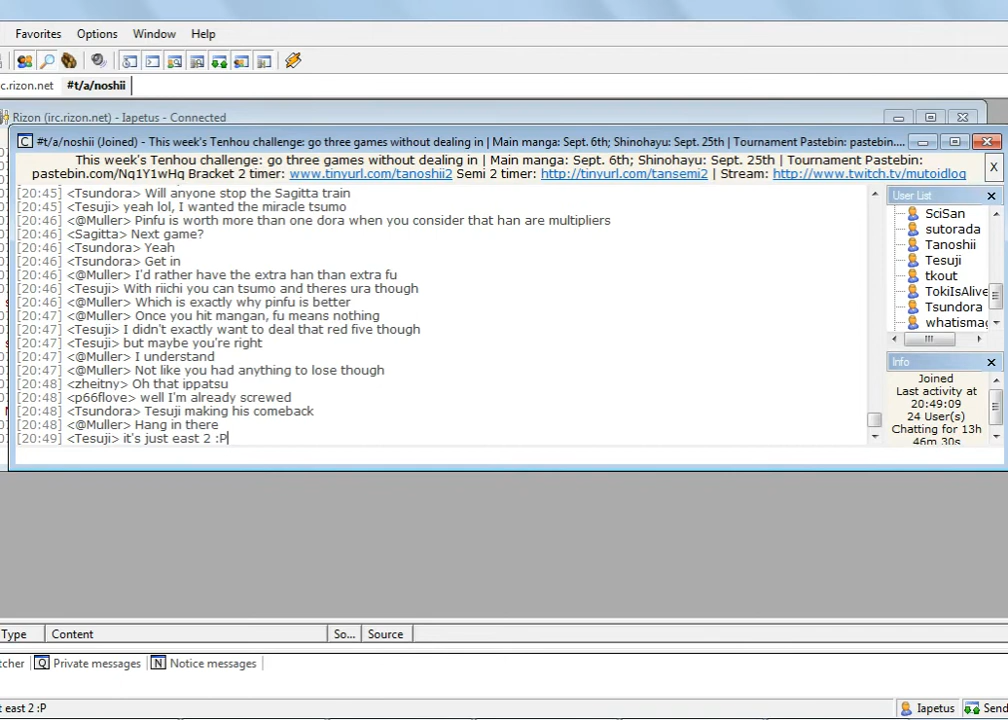 Favorites Options Window Help
c.rizon.net #t/a/noshii
Rizon (irc.rizon.net) - Iapetus - Connected
#t/a/noshii (Joined) - This week's Tenhou challenge: go three games without dealing in | Main manga: Sept. 6th; Shinohayu: Sept. 25th | Tournament Pastebin: pastebin....
This week's Tenhou challenge: go three games without dealing in | Main manga: Sept. 6th; Shinohayu: Sept. 25th | Tournament Pastebin:
pastebin.com/Nq1Y1wHq Bracket 2 timer: www.tinyurl.com/tanoshii2 Semi 2 timer: http://tinyurl.com/tansemi2 | Stream: http://www.twitch.tv/mutoidlog
[20:45] <Tsundora> Will anyone stop the Sagitta train
[20:45] <Tesuji> yeah lol, I wanted the miracle tsumo
[20:46] <@Muller> Pinfu is worth more than one dora when you consider that han are multipliers
[20:46] <Sagitta> Next game?
[20:46] <Tsundora> Yeah
[20:46] <Tsundora> Get in
[20:46] <@Muller> I'd rather have the extra han than extra fu
[20:46] <Tesuji> With riichi you can tsumo and theres ura though
[20:46] <@Muller> Which is exactly why pinfu is better
[20:46] <@Muller> Once you hit mangan, fu means nothing
[20:47] <Tesuji> I didn't exactly want to deal that red five though
[20:47] <Tesuji> but maybe you're right
[20:47] <@Muller> I understand
[20:47] <@Muller> Not like you had anything to lose though
[20:48] <zheitny> Oh that ippatsu
[20:48] <p66flove> well I'm already screwed
[20:48] <Tsundora> Tesuji making his comeback
[20:48] <@Muller> Hang in there
[20:49] <Tesuji> it's just east 2 :P
User List
SciSan
sutorada
Tanoshii
Tesuji
tkout
TokiIsAlive
Tsundora
whatismag
Info
Joined
Last activity at
20:49:09
24 User(s)
Chatting for 13h
46m 30s
Type Content So... Source
tcher Private messages Notice messages
t east 2 :P
Iapetus Send